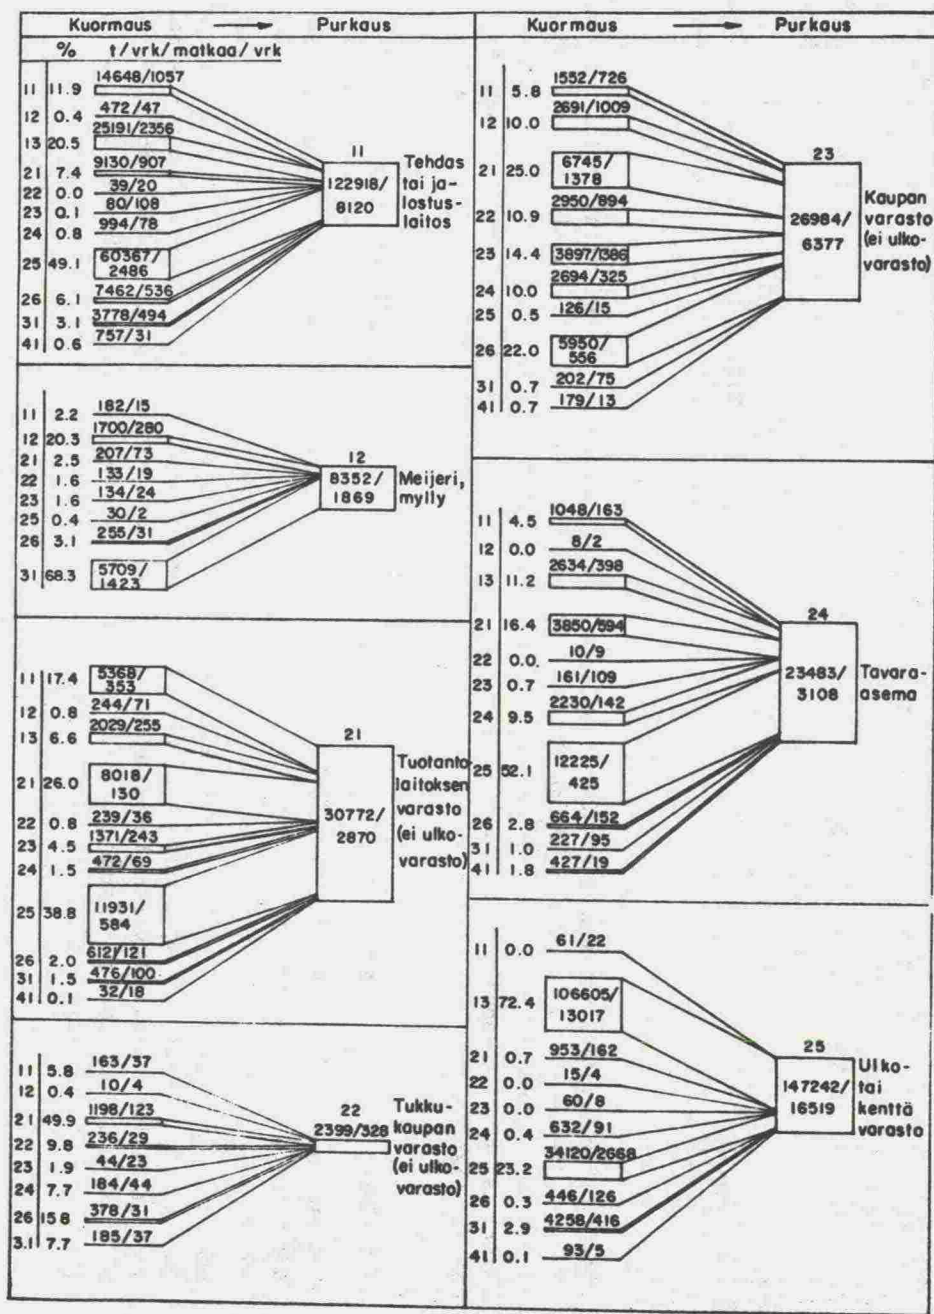 Kuormaus → Purkaus
% t/vrk/matkaa/vrk
11 11.9 14648/1057
12 0.4 472/47
13 20.5 25191/2356
21 7.4 9130/907
22 0.0 39/20
23 0.1 80/108
24 0.8 994/78
25 49.1 60367/
2486
26 6.1 7462/536
31 3.1 3778/494
41 0.6 757/31
11
122918/
8120
Tehdas
tai ja-
lostus-
laitos
11 2.2 182/15
12 20.3 1700/280
21 2.5 207/73
22 1.6 133/19
23 1.6 134/24
25 0.4 30/2
26 3.1 255/31
31 68.3 5709/
1423
12
8352/
1869
Meijeri,
mylly
11 17.4 5368/
353
12 0.8 244/71
13 6.6 2029/255
21 26.0 8018/
130
22 0.8 239/36
23 4.5 1371/243
24 1.5 472/69
25 38.8 11931/
584
26 2.0 6121/121
31 1.5 476/100
41 0.1 32/18
21
30772/
2870
Tuotanto-
laitoksen
varasto
(ei ulko-
varasto)
11 5.8 163/37
12 0.4 10/4
21 49.9 1198/123
22 9.8 236/29
23 1.9 44/23
24 7.7 184/44
26 15.8 378/31
3.1 7.7 185/37
22
2399/328
Tukku-
kaupan
varasto
(ei ulko-
varasto)
Kuormaus → Purkaus
11 5.8 1552/726
12 10.0 2691/1009
21 25.0 6745/
1378
22 10.9 2950/894
23 14.4 3897/1386
24 10.0 2694/325
25 0.5 126/15
26 22.0 5950/
556
31 0.7 202/75
41 0.7 179/13
23
26984/
6377
Kaupan
varasto
(ei ulko-
varasto)
11 4.5 1048/163
12 0.0 8/2
13 11.2 2634/398
21 16.4 3850/594
22 0.0. 10/9
23 0.7 161/109
24 9.5 2230/142
25 52.1 12225/
425
26 2.8 664/152
31 1.0 227/95
41 1.8 427/19
24
23483/
3108
Tavara-
asema
11 0.0 61/22
13 72.4 106605/
13017
21 0.7 953/162
22 0.0 15/4
23 0.0 60/8
24 0.4 632/91
25 23.2 34120/2668
26 0.3 446/126
31 2.9 4258/416
41 0.1 93/5
25
147242/
16519
Ulko-
tai
kenttä
varasto